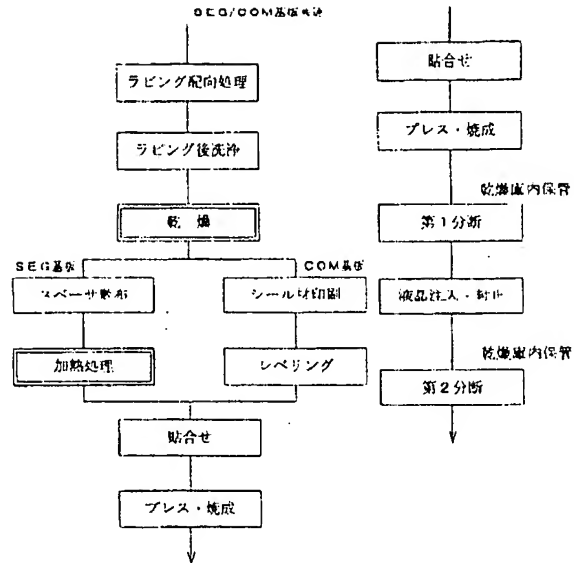 SEG/COM基板共通
ラビング配向処理
ラビング後洗浄
乾 燥
SEG基板
COM基板
スペーサ散布
シール材印刷
加熱処理
レベリング
貼合せ
プレス・焼成
貼合せ
プレス・焼成
乾燥庫内保管
第1分断
液晶注入・封止
乾燥庫内保管
第2分断